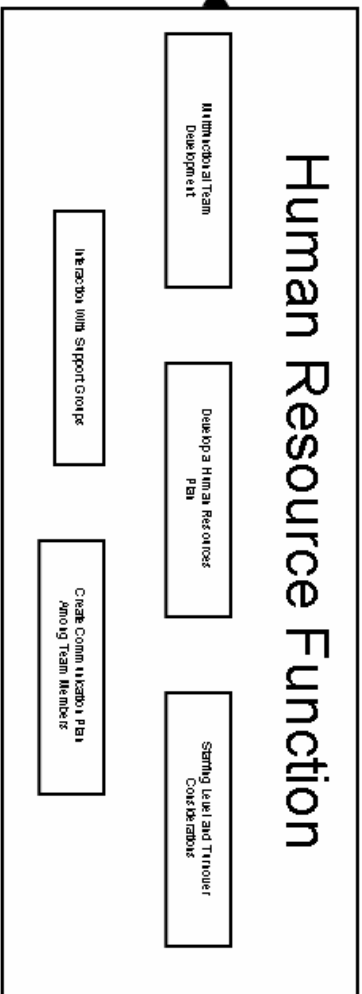 Human Resource Function
Multifunctional Team
Development
Develop a Human Resources
Plan
Staffing Level and Turnover
Considerations
Interaction With Support Groups
Create Communication Plan
Among Team Members